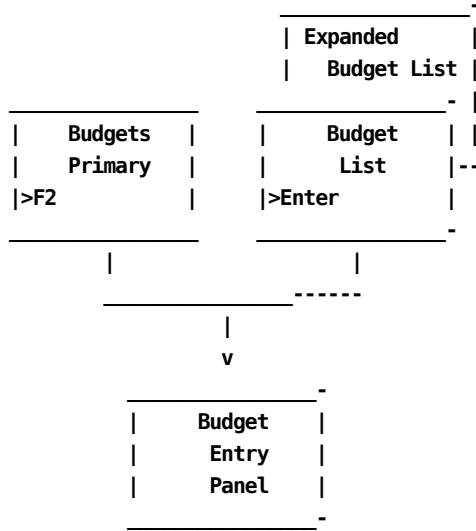 Expanded
Budget List
Budgets Budget
Primary List
>F2 >Enter
v
Budget
Entry
Panel